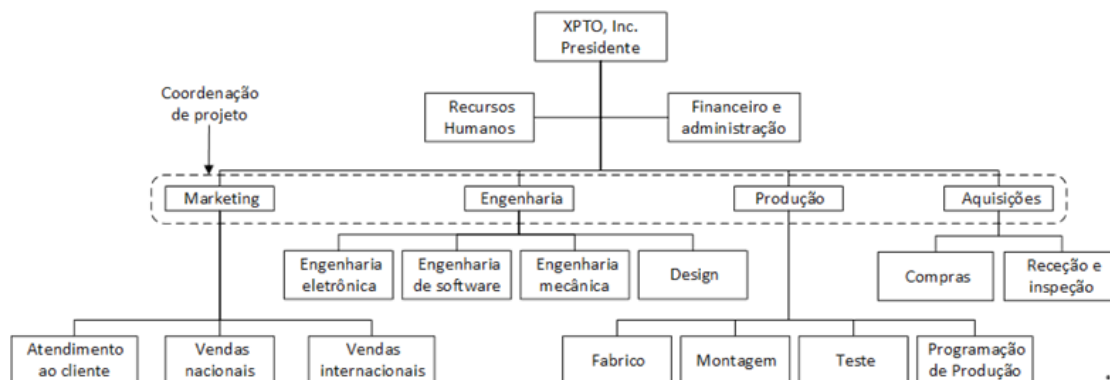 XPTO, Inc.
Presidente
Coordenação
de projeto
Recursos
Humanos
Financeiro e
administração
Marketing
Engenharia
Produção
Aquisições
Engenharia
eletrônica
Engenharia
de software
Engenharia
mecânica
Design
Compras
Receção e
inspeção
Atendimento
ao cliente
Vendas
nacionais
Vendas
internacionais
Fabrico
Montagem
Teste
Programação
de Produção